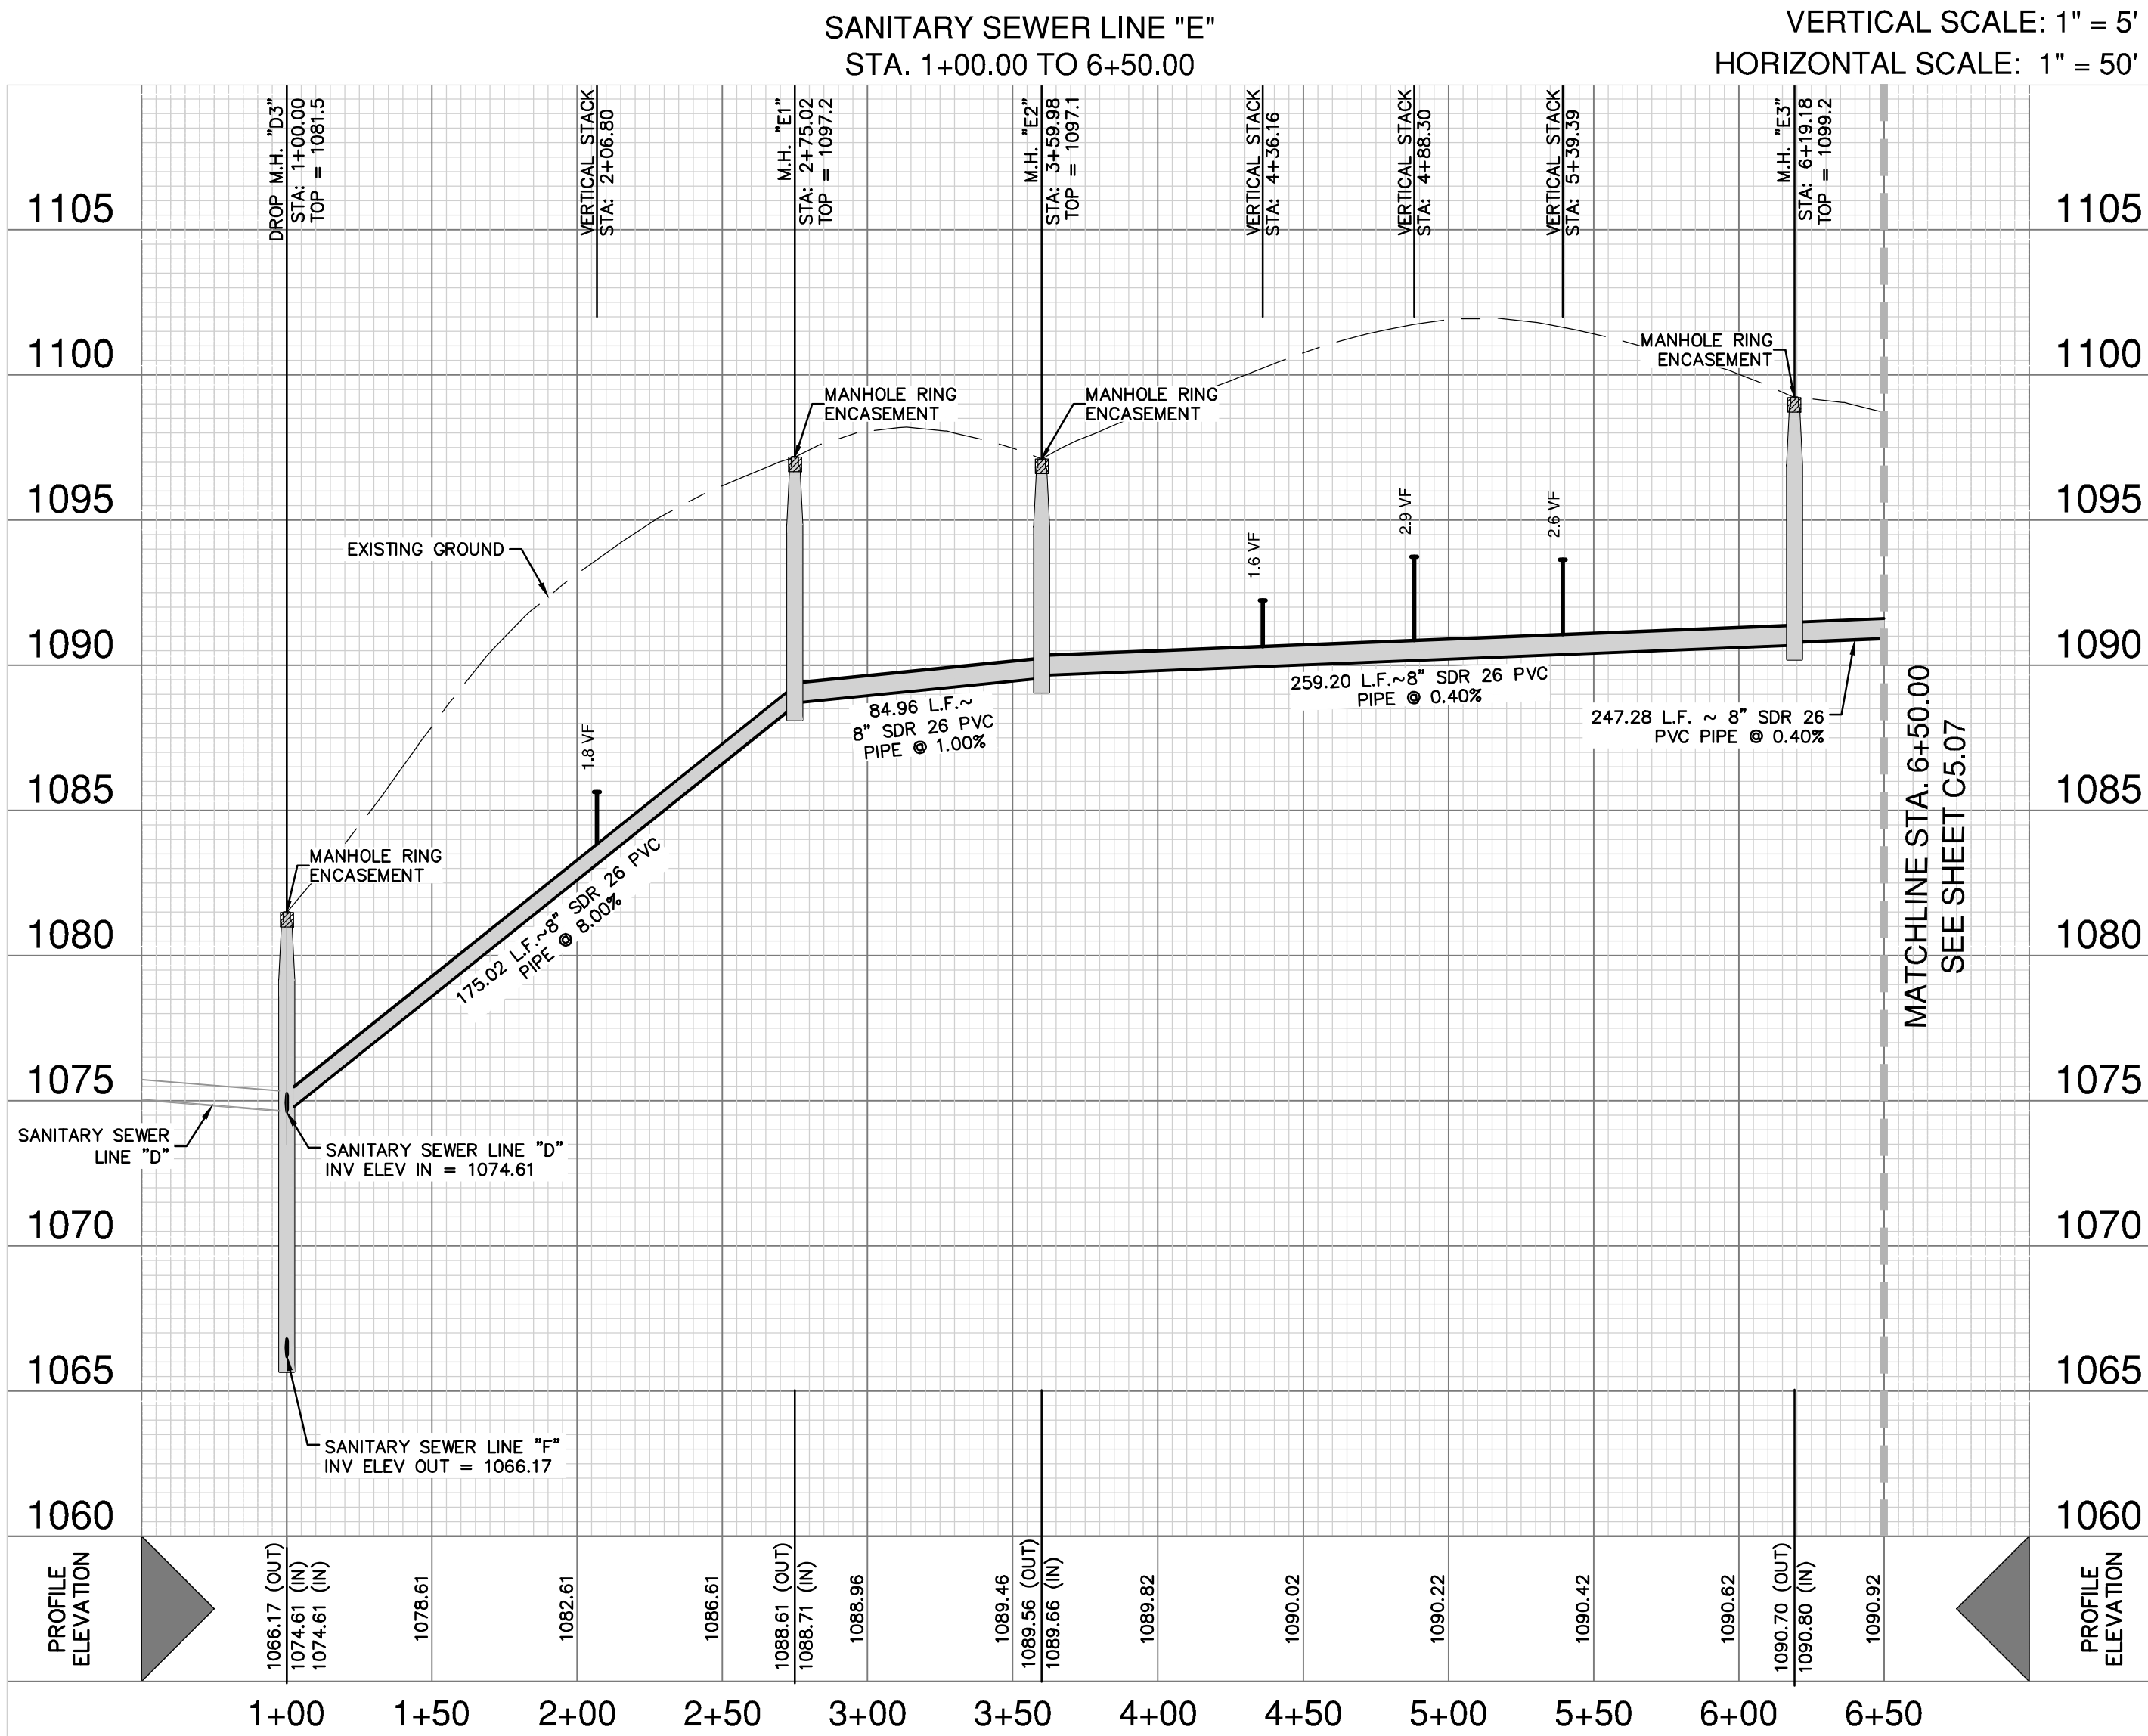 SANITARY SEWER LINE "E"
STA. 1+00.00 TO 6+50.00
VERTICAL SCALE: 1" = 5'
HORIZONTAL SCALE: 1" = 50'
DROP M.H. "D3"
STA: 1+00.00
TOP = 1081.5
VERTICAL STACK
STA: 2+06.80
M.H. "E1"
STA: 2+75.02
TOP = 1097.2
M.H. "E2"
STA: 3+59.98
TOP = 1097.1
VERTICAL STACK
STA: 4+36.16
VERTICAL STACK
STA: 4+88.30
VERTICAL STACK
STA: 5+39.39
M.H. "E3"
STA: 6+19.18
TOP = 1099.2
1105
1100
1095
1090
1085
1080
1075
1070
1065
1060
1105
1100
1095
1090
1085
1080
1075
1070
1065
1060
MANHOLE RING
ENCASEMENT
MANHOLE RING
ENCASEMENT
MANHOLE RING
ENCASEMENT
EXISTING GROUND
1.6 VF
2.9 VF
2.6 VF
1.8 VF
84.96 L.F.~
8" SDR 26 PVC
PIPE @ 1.00%
259.20 L.F.~8" SDR 26 PVC
PIPE @ 0.40%
247.28 L.F. ~ 8" SDR 26
PVC PIPE @ 0.40%
MATCHLINE STA. 6+50.00
SEE SHEET C5.07
MANHOLE RING
ENCASEMENT
175.02 L.F.~8" SDR 26 PVC
PIPE @ 8.00%
SANITARY SEWER
LINE "D"
SANITARY SEWER LINE "D"
INV ELEV IN = 1074.61
SANITARY SEWER LINE "F"
INV ELEV OUT = 1066.17
PROFILE
ELEVATION
1066.17 (OUT)
1074.61 (IN)
1074.61 (IN)
1078.61
1082.61
1086.61
1088.61 (OUT)
1088.71 (IN)
1088.96
1089.46
1089.56 (OUT)
1089.66 (IN)
1089.82
1090.02
1090.22
1090.42
1090.62
1090.70 (OUT)
1090.80 (IN)
1090.92
PROFILE
ELEVATION
1+00
1+50
2+00
2+50
3+00
3+50
4+00
4+50
5+00
5+50
6+00
6+50